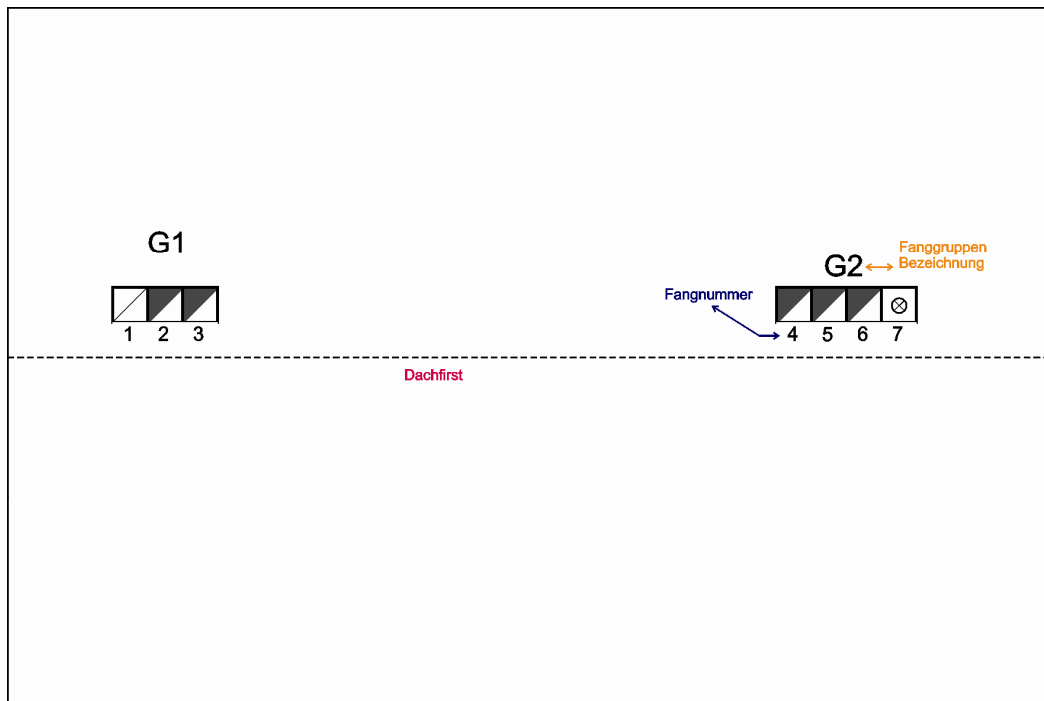 G1
G2
Fanggruppen
Bezeichnung
Fangnummer
1 2 3
4 5 6 7
Dachfirst